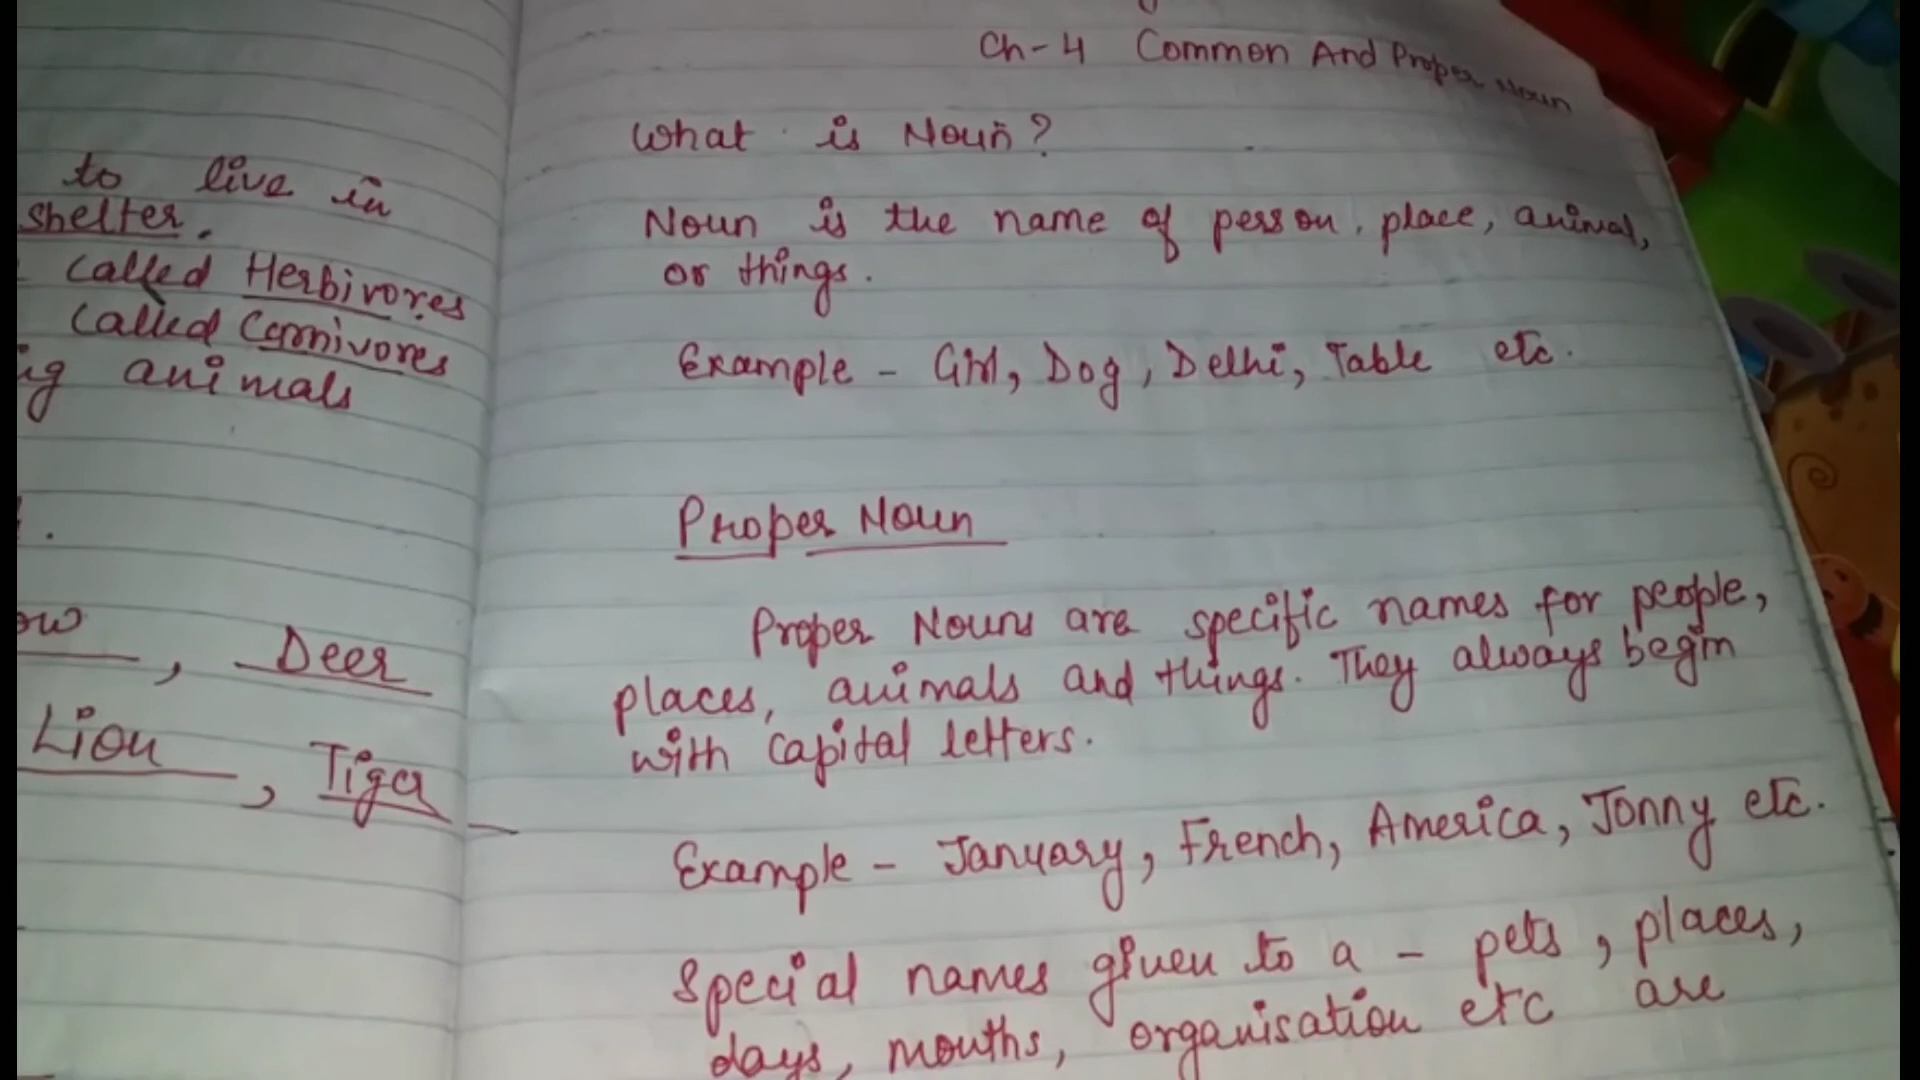 to live in
shelter.
called Herbivores
called Carnivores
animals
Deer
Lion, Tiger
Ch-4 Common And Proper Noun
What is Noun?
Noun is the name of person, place, animal,
or things.
Example - Girl, Dog, Delhi, Table etc.
Proper Noun
Proper Nouns are specific names for people,
places, animals and things. They always begin
with capital letters.
Example - January, French, America, Jonny etc.
Special names given to a - pets, places,
days, months, organisation etc are